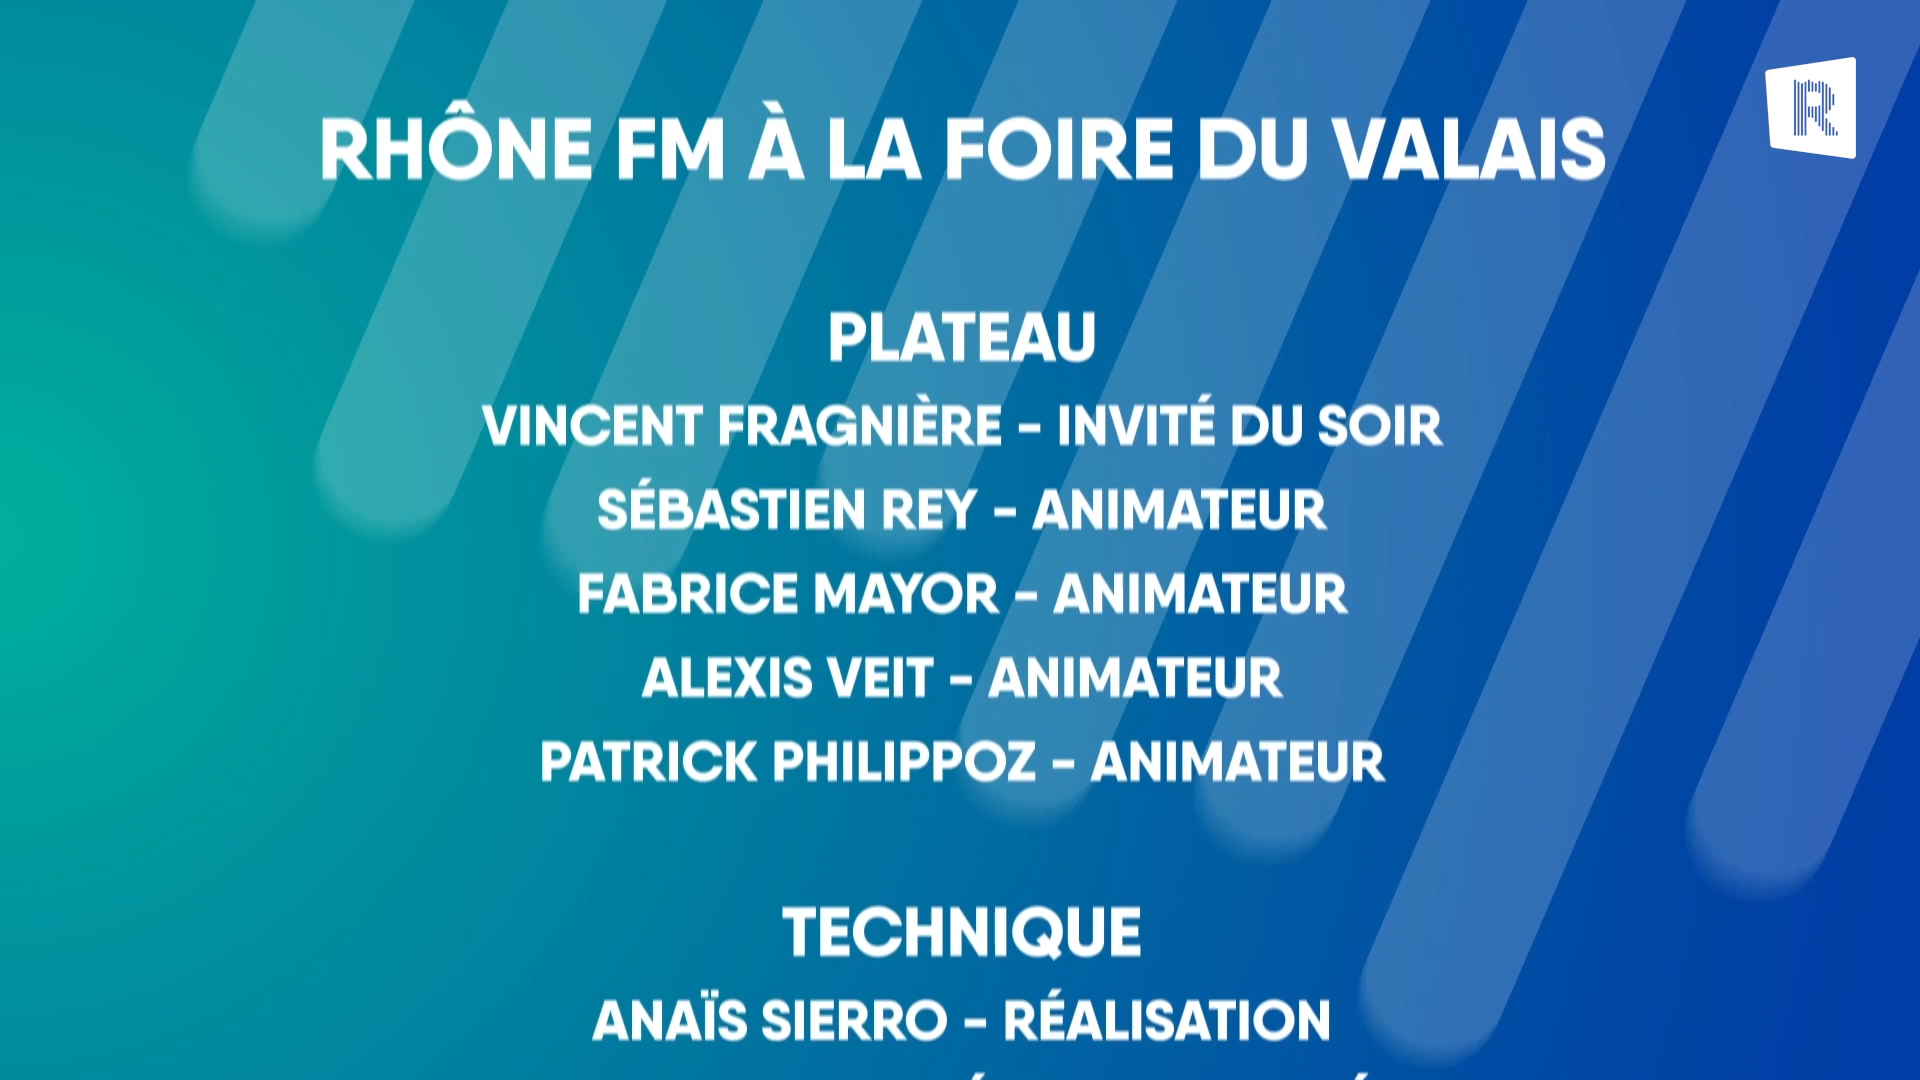 R
RHÔNE FM À LA FOIRE DU VALAIS
PLATEAU
VINCENT FRAGNIÈRE – INVITÉ DU SOIR
SÉBASTIEN REY – ANIMATEUR
FABRICE MAYOR – ANIMATEUR
ALEXIS VEIT – ANIMATEUR
PATRICK PHILIPPOZ – ANIMATEUR
TECHNIQUE
ANAÏS SIERRO – RÉALISATION